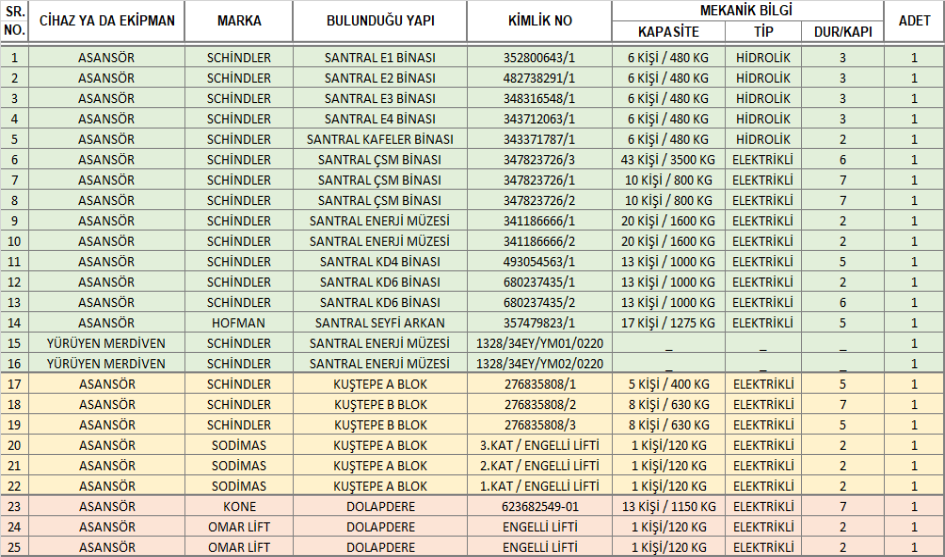 SR. NO. CİHAZ YA DA EKİPMAN MARKA BULUNDUĞU YAPI KİMLİK NO MEKANİK BİLGİ ADET
KAPASİTE TİP DUR/KAPI
1 ASANSÖR SCHİNDLER SANTRAL E1 BİNASI 352800643/1 6 KİŞİ / 480 KG HİDROLİK 3 1
2 ASANSÖR SCHİNDLER SANTRAL E2 BİNASI 482738291/1 6 KİŞİ / 480 KG HİDROLİK 3 1
3 ASANSÖR SCHİNDLER SANTRAL E3 BİNASI 348316548/1 6 KİŞİ / 480 KG HİDROLİK 3 1
4 ASANSÖR SCHİNDLER SANTRAL E4 BİNASI 343712063/1 6 KİŞİ / 480 KG HİDROLİK 3 1
5 ASANSÖR SCHİNDLER SANTRAL KAFELER BİNASI 343371787/1 6 KİŞİ / 480 KG HİDROLİK 2 1
6 ASANSÖR SCHİNDLER SANTRAL ÇSM BİNASI 347823726/3 43 KİŞİ / 3500 KG ELEKTRİKLİ 6 1
7 ASANSÖR SCHİNDLER SANTRAL ÇSM BİNASI 347823726/1 10 KİŞİ / 800 KG ELEKTRİKLİ 7 1
8 ASANSÖR SCHİNDLER SANTRAL ÇSM BİNASI 347823726/2 10 KİŞİ / 800 KG ELEKTRİKLİ 7 1
9 ASANSÖR SCHİNDLER SANTRAL ENERJİ MÜZESİ 341186666/1 20 KİŞİ / 1600 KG ELEKTRİKLİ 2 1
10 ASANSÖR SCHİNDLER SANTRAL ENERJİ MÜZESİ 341186666/2 20 KİŞİ / 1600 KG ELEKTRİKLİ 2 1
11 ASANSÖR SCHİNDLER SANTRAL KD4 BİNASI 493054563/1 13 KİŞİ / 1000 KG ELEKTRİKLİ 5 1
12 ASANSÖR SCHİNDLER SANTRAL KD6 BİNASI 680237435/1 13 KİŞİ / 1000 KG ELEKTRİKLİ 2 1
13 ASANSÖR SCHİNDLER SANTRAL KD6 BİNASI 680237435/2 13 KİŞİ / 1000 KG ELEKTRİKLİ 6 1
14 ASANSÖR HOFMAN SANTRAL SEYFİ ARKAN 357479823/1 17 KİŞİ / 1275 KG ELEKTRİKLİ 5 1
15 YÜRÜYEN MERDİVEN SCHİNDLER SANTRAL ENERJİ MÜZESİ 1328/34EY/YM01/0220 _ _ _ 1
16 YÜRÜYEN MERDİVEN SCHİNDLER SANTRAL ENERJİ MÜZESİ 1328/34EY/YM02/0220 _ _ _ 1
17 ASANSÖR SCHİNDLER KUŞTEPE A BLOK 276835808/1 5 KİŞİ / 400 KG ELEKTRİKLİ 5 1
18 ASANSÖR SCHİNDLER KUŞTEPE B BLOK 276835808/2 8 KİŞİ / 630 KG ELEKTRİKLİ 7 1
19 ASANSÖR SCHİNDLER KUŞTEPE B BLOK 276835808/3 8 KİŞİ / 630 KG ELEKTRİKLİ 5 1
20 ASANSÖR SODİMAS KUŞTEPE A BLOK 3.KAT / ENGELLİ LİFTİ 1 KİŞİ/120 KG ELEKTRİKLİ 2 1
21 ASANSÖR SODİMAS KUŞTEPE A BLOK 2.KAT / ENGELLİ LİFTİ 1 KİŞİ/120 KG ELEKTRİKLİ 2 1
22 ASANSÖR SODİMAS KUŞTEPE A BLOK 1.KAT / ENGELLİ LİFTİ 1 KİŞİ/120 KG ELEKTRİKLİ 2 1
23 ASANSÖR KONE DOLAPDERE 623682549-01 13 KİŞİ / 1150 KG ELEKTRİKLİ 7 1
24 ASANSÖR OMAR LİFT DOLAPDERE ENGELLİ LİFTİ 1 KİŞİ/120 KG ELEKTRİKLİ 2 1
25 ASANSÖR OMAR LİFT DOLAPDERE ENGELLİ LİFTİ 1 KİŞİ/120 KG ELEKTRİKLİ 2 1